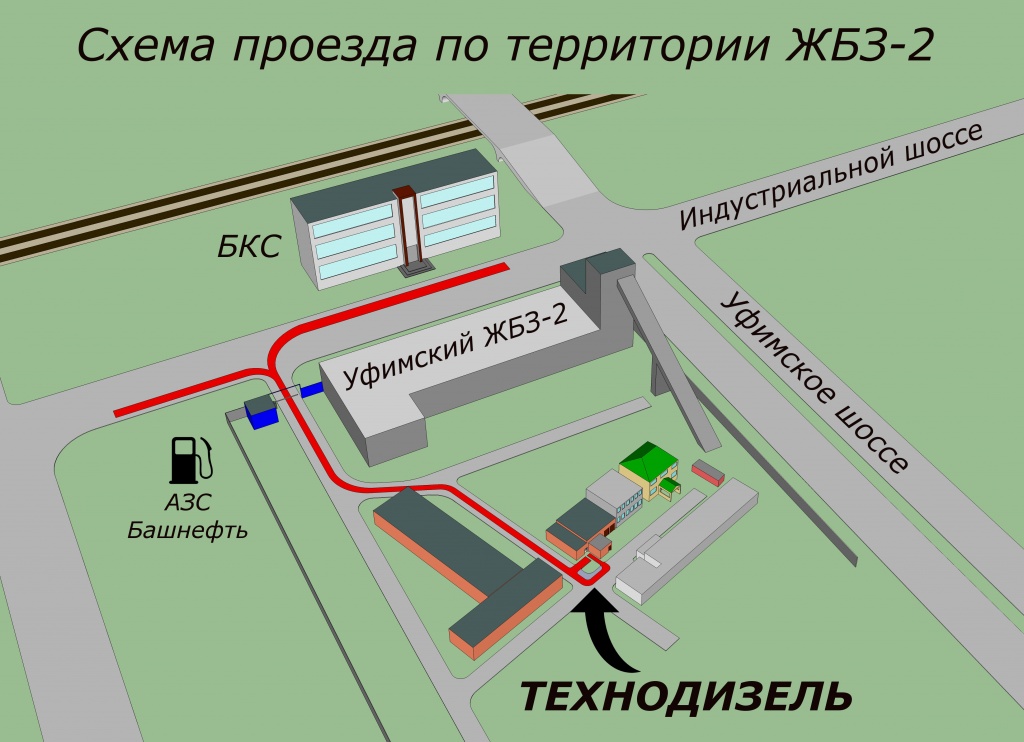 Схема проезда по территории ЖБЗ-2
Индустриальной шоссе
БКС
Уфимский ЖБЗ-2
Уфимское шоссе
АЗС
Башнефть
ТЕХНОДИЗЕЛЬ